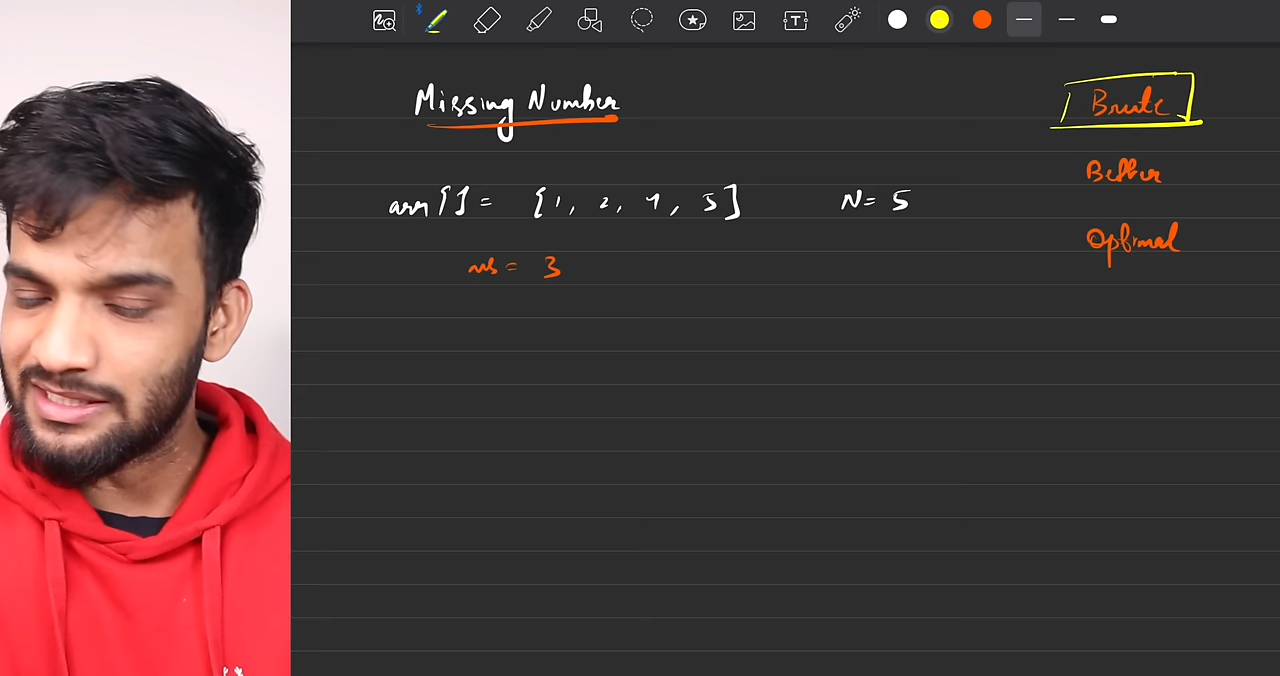 Missing Number
Brute
Better
arr[] = {1, 2, 4, 5} N = 5
Optimal
ans = 3